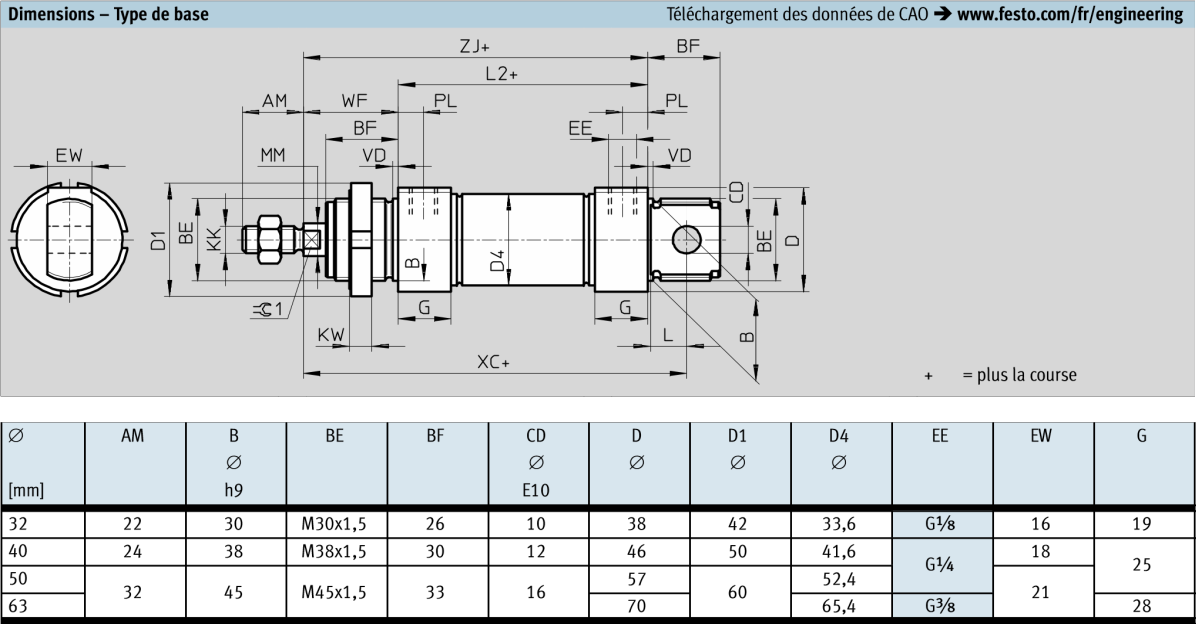 Dimensions – Type de base
Téléchargement des données de CAO ➔ www.festo.com/fr/engineering
ZJ+
BF
L2+
AM
WF
PL
PL
BF
EE
EW
MM
VD
VD
CD
D1
BE
KK
B
D4
BE
D
1
G
G
KW
L
B
XC+
+ = plus la course
∅ AM B BE BF CD D D1 D4 EE EW G
∅ ∅ ∅ ∅ ∅
[mm] h9 E10
32 22 30 M30x1,5 26 10 38 42 33,6 G⅛ 16 19
40 24 38 M38x1,5 30 12 46 50 41,6 G¼ 18 25
50 32 45 M45x1,5 33 16 57 60 52,4 21
63 70 65,4 G⅜ 28